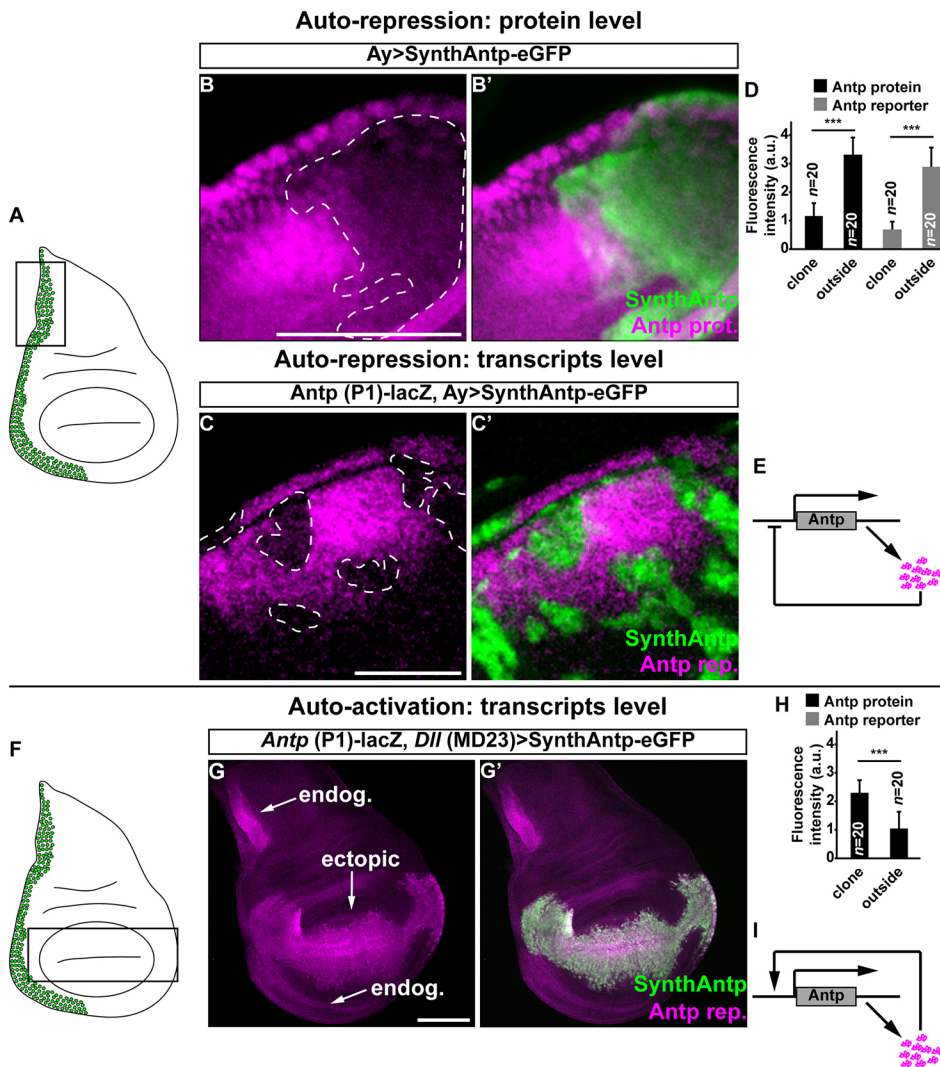 Auto-repression: protein level
Ay>SynthAntp-eGFP
A
B
B'
SynthAntp
Antp prot.
D
Antp protein
Antp reporter
Fluorescence
intensity (a.u.)
4
3
2
1
0
***
***
n=20
n=20
n=20
n=20
clone
outside
clone
outside
Auto-repression: transcripts level
Antp (P1)-lacZ, Ay>SynthAntp-eGFP
C
C'
SynthAntp
Antp rep.
E
Antp
Auto-activation: transcripts level
Antp (P1)-lacZ, Dll (MD23)>SynthAntp-eGFP
F
G
endog.
ectopic
endog.
G'
SynthAntp
Antp rep.
H
Antp protein
Antp reporter
Fluorescence
intensity (a.u.)
4
3
2
1
0
***
n=20
n=20
clone
outside
I
Antp